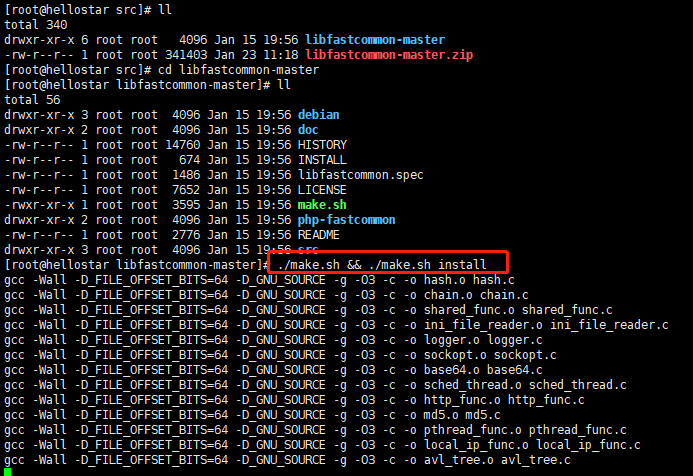 [root@hellostar src]# ll
total 340
drwxr-xr-x 6 root root   4096 Jan 15 19:56 libfastcommon-master
-rw-r--r-- 1 root root 341403 Jan 23 11:18 libfastcommon-master.zip
[root@hellostar src]# cd libfastcommon-master
[root@hellostar libfastcommon-master]# ll
total 56
drwxr-xr-x 3 root root  4096 Jan 15 19:56 debian
drwxr-xr-x 2 root root  4096 Jan 15 19:56 doc
-rw-r--r-- 1 root root 14760 Jan 15 19:56 HISTORY
-rw-r--r-- 1 root root   674 Jan 15 19:56 INSTALL
-rw-r--r-- 1 root root  1486 Jan 15 19:56 libfastcommon.spec
-rw-r--r-- 1 root root  7652 Jan 15 19:56 LICENSE
-rwxr-xr-x 1 root root  3595 Jan 15 19:56 make.sh
drwxr-xr-x 2 root root  4096 Jan 15 19:56 php-fastcommon
-rw-r--r-- 1 root root  2776 Jan 15 19:56 README
drwxr-xr-x 3 root root  4096 Jan 15 19:56 src
[root@hellostar libfastcommon-master]# ./make.sh && ./make.sh install
gcc -Wall -D_FILE_OFFSET_BITS=64 -D_GNU_SOURCE -g -O3 -c -o hash.o hash.c
gcc -Wall -D_FILE_OFFSET_BITS=64 -D_GNU_SOURCE -g -O3 -c -o chain.o chain.c
gcc -Wall -D_FILE_OFFSET_BITS=64 -D_GNU_SOURCE -g -O3 -c -o shared_func.o shared_func.c
gcc -Wall -D_FILE_OFFSET_BITS=64 -D_GNU_SOURCE -g -O3 -c -o ini_file_reader.o ini_file_reader.c
gcc -Wall -D_FILE_OFFSET_BITS=64 -D_GNU_SOURCE -g -O3 -c -o logger.o logger.c
gcc -Wall -D_FILE_OFFSET_BITS=64 -D_GNU_SOURCE -g -O3 -c -o sockopt.o sockopt.c
gcc -Wall -D_FILE_OFFSET_BITS=64 -D_GNU_SOURCE -g -O3 -c -o base64.o base64.c
gcc -Wall -D_FILE_OFFSET_BITS=64 -D_GNU_SOURCE -g -O3 -c -o sched_thread.o sched_thread.c
gcc -Wall -D_FILE_OFFSET_BITS=64 -D_GNU_SOURCE -g -O3 -c -o http_func.o http_func.c
gcc -Wall -D_FILE_OFFSET_BITS=64 -D_GNU_SOURCE -g -O3 -c -o md5.o md5.c
gcc -Wall -D_FILE_OFFSET_BITS=64 -D_GNU_SOURCE -g -O3 -c -o pthread_func.o pthread_func.c
gcc -Wall -D_FILE_OFFSET_BITS=64 -D_GNU_SOURCE -g -O3 -c -o local_ip_func.o local_ip_func.c
gcc -Wall -D_FILE_OFFSET_BITS=64 -D_GNU_SOURCE -g -O3 -c -o avl_tree.o avl_tree.c